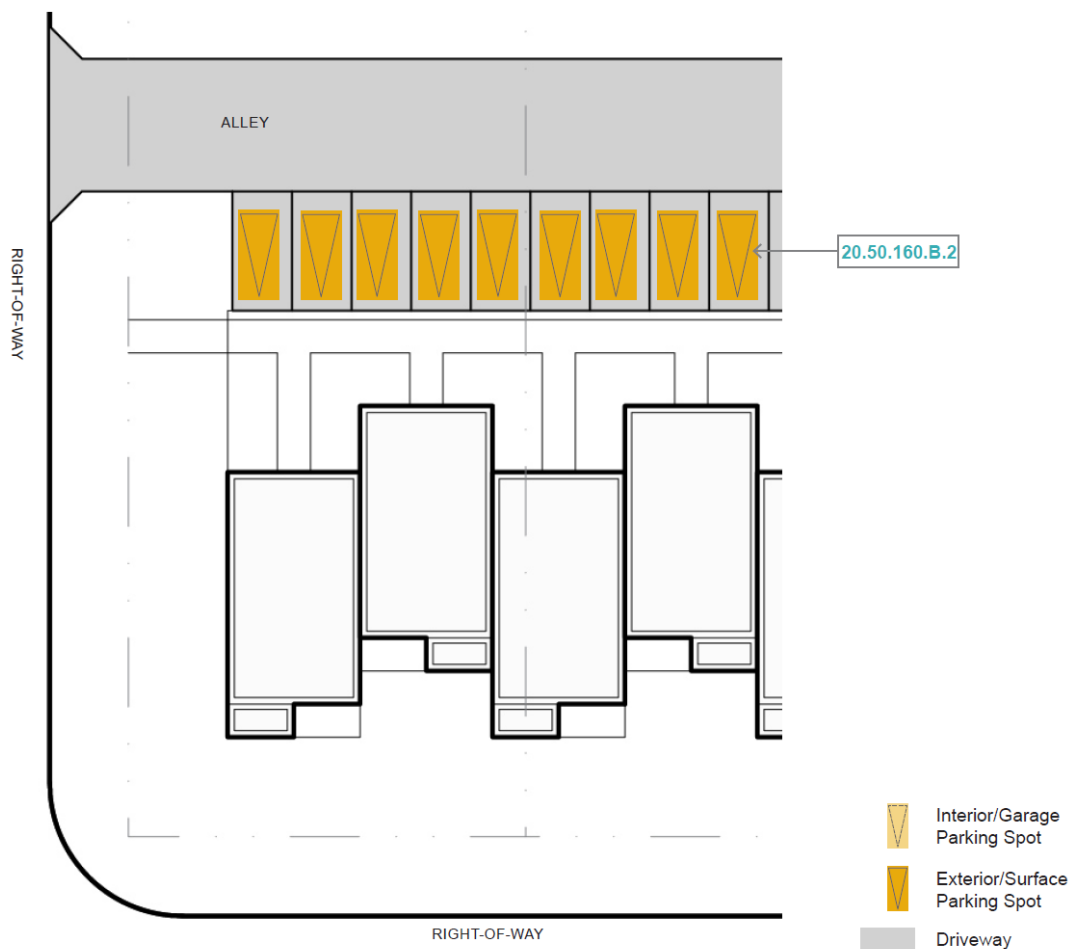 ALLEY
RIGHT-OF-WAY
20.50.160.B.2
Interior/Garage
Parking Spot
Exterior/Surface
Parking Spot
RIGHT-OF-WAY
Driveway